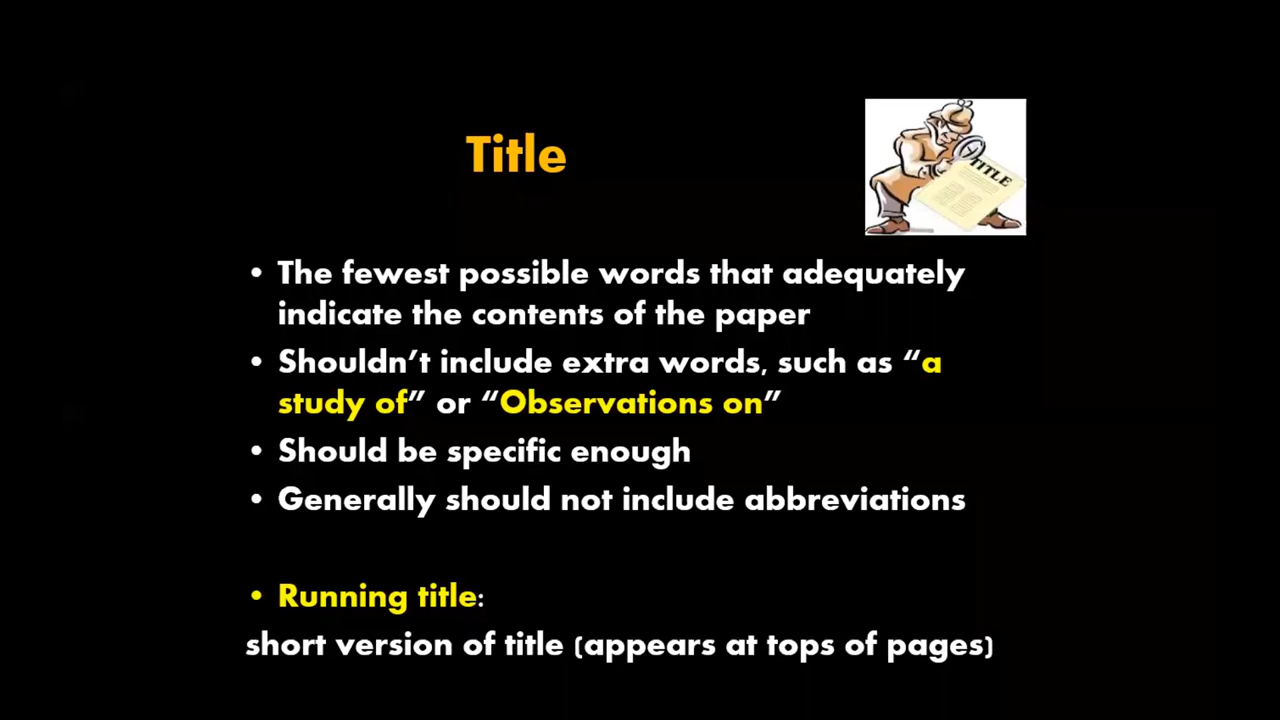 Title
TITLE
• The fewest possible words that adequately
indicate the contents of the paper
• Shouldn’t include extra words, such as “a
study of” or “Observations on”
• Should be specific enough
• Generally should not include abbreviations
• Running title:
short version of title (appears at tops of pages)